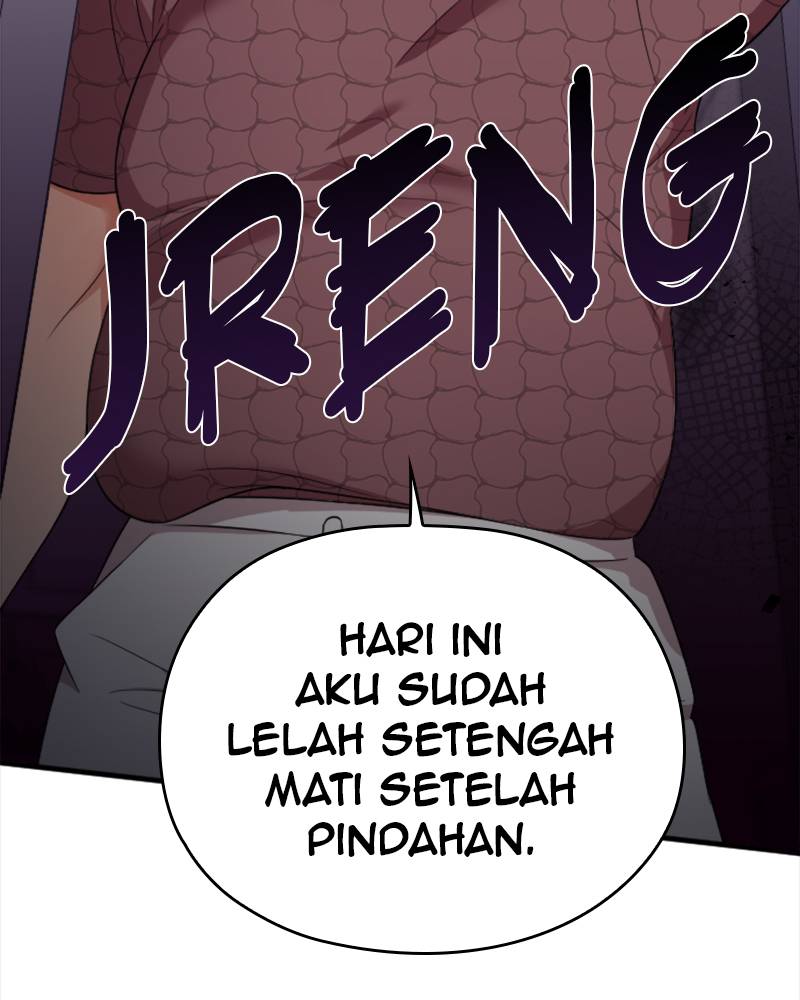 JRENG
HARI INI
AKU SUDAH
LELAH SETENGAH
MATI SETELAH
PINDAHAN.